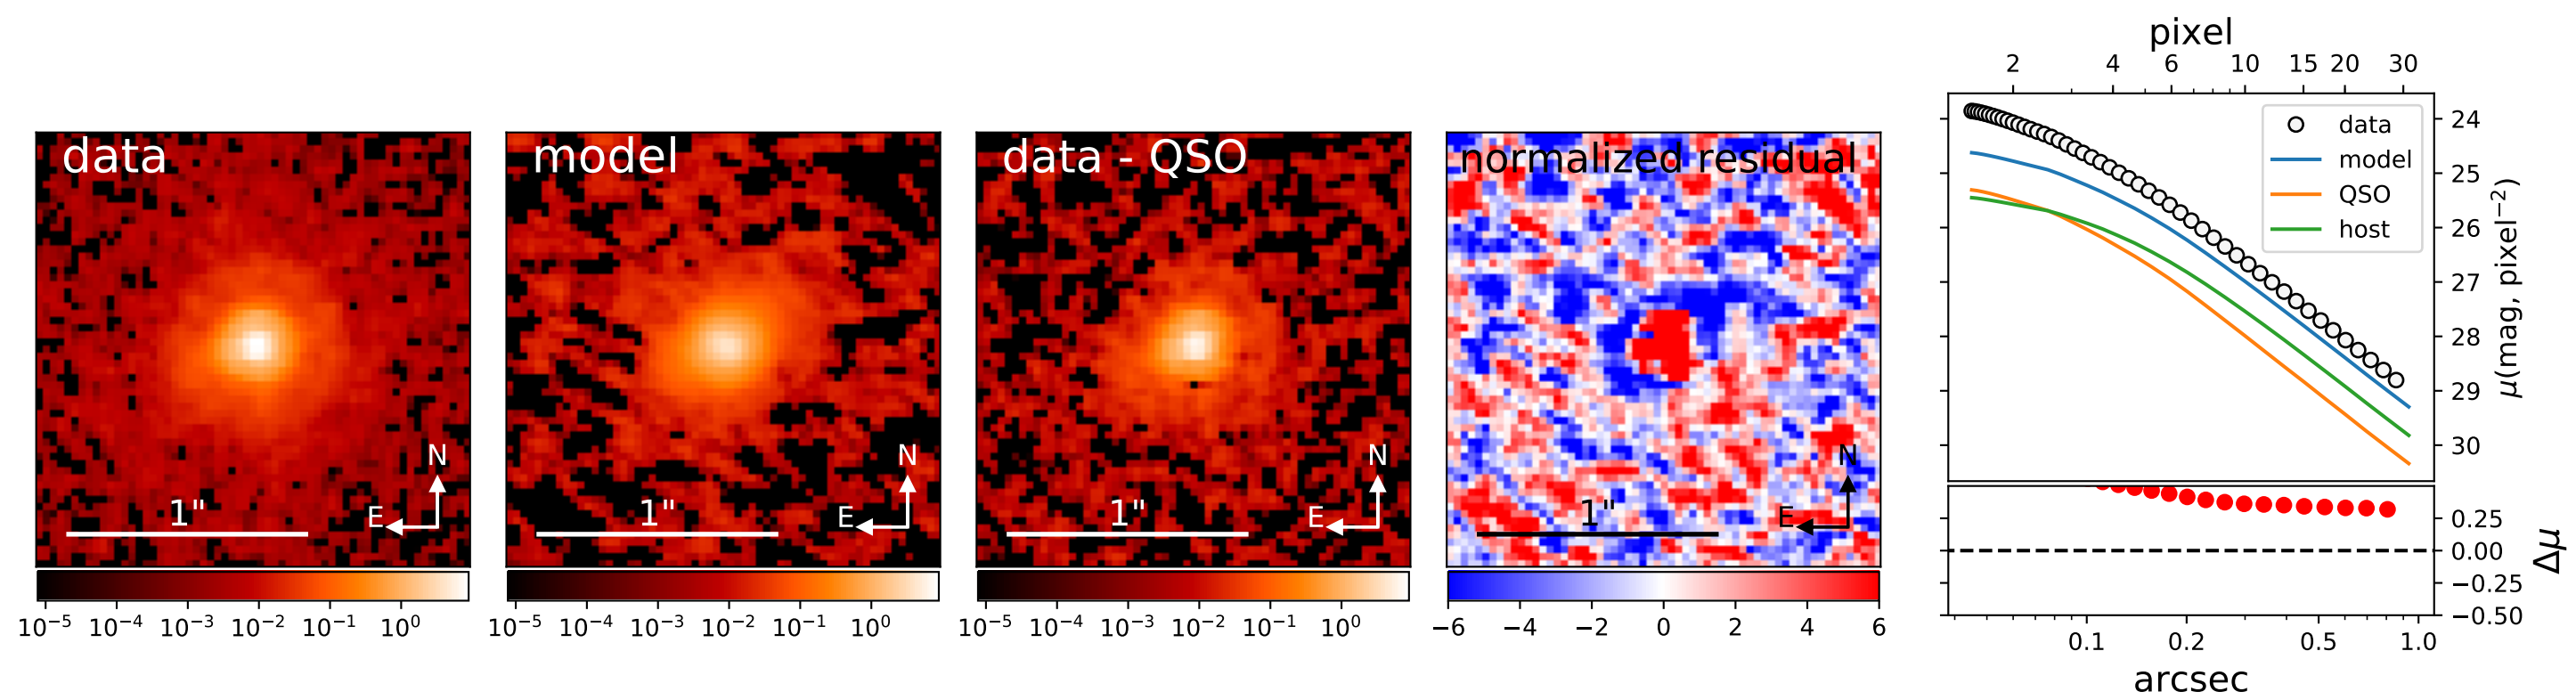 data
N
E
1"
10⁻⁵ 10⁻⁴ 10⁻³ 10⁻² 10⁻¹ 10⁰
model
N
E
1"
10⁻⁵ 10⁻⁴ 10⁻³ 10⁻² 10⁻¹ 10⁰
data - QSO
N
E
1"
10⁻⁵ 10⁻⁴ 10⁻³ 10⁻² 10⁻¹ 10⁰
normalized residual
N
E
1"
−6 −4 −2 0 2 4 6
pixel
2 4 6 10 15 20 30
data
model
QSO
host
24
25
26
27
28
29
30
μ(mag, pixel⁻²)
0.25
0.00
−0.25
−0.50
Δμ
0.1 0.2 0.5 1.0
arcsec